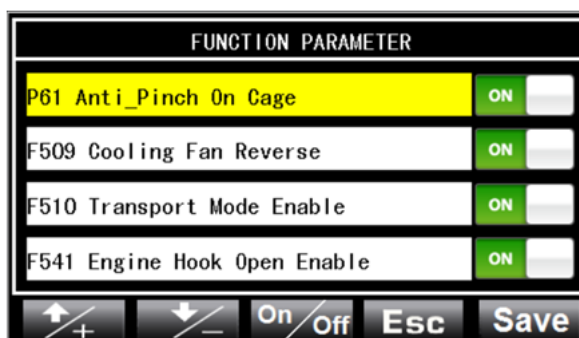 FUNCTION PARAMETER
P61 Anti_Pinch On Cage ON
F509 Cooling Fan Reverse ON
F510 Transport Mode Enable ON
F541 Engine Hook Open Enable ON
/+ /- On/Off Esc Save